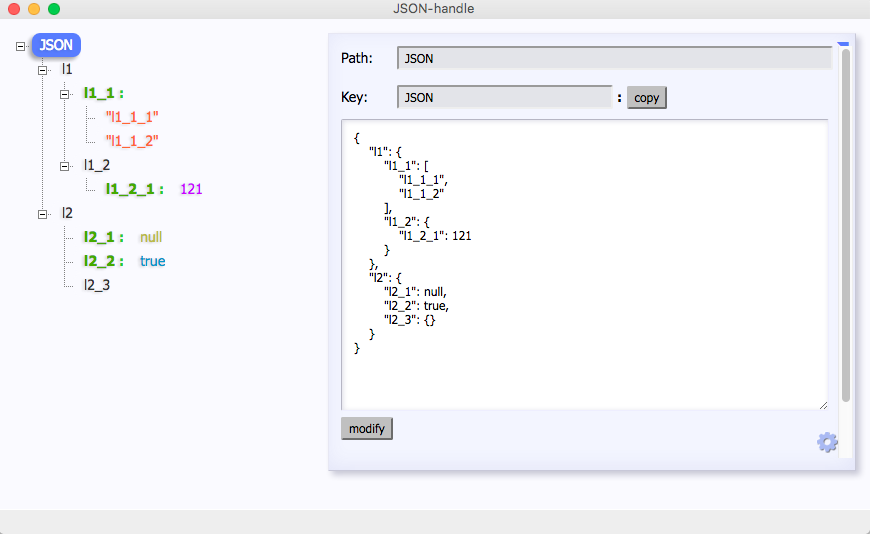 JSON-handle
JSON
l1
l1_1 :
"l1_1_1"
"l1_1_2"
l1_2
l1_2_1 : 121
l2
l2_1 : null
l2_2 : true
l2_3
Path: JSON
Key: JSON : copy
{
"l1": {
"l1_1": [
"l1_1_1",
"l1_1_2"
],
"l1_2": {
"l1_2_1": 121
}
},
"l2": {
"l2_1": null,
"l2_2": true,
"l2_3": {}
}
}
modify